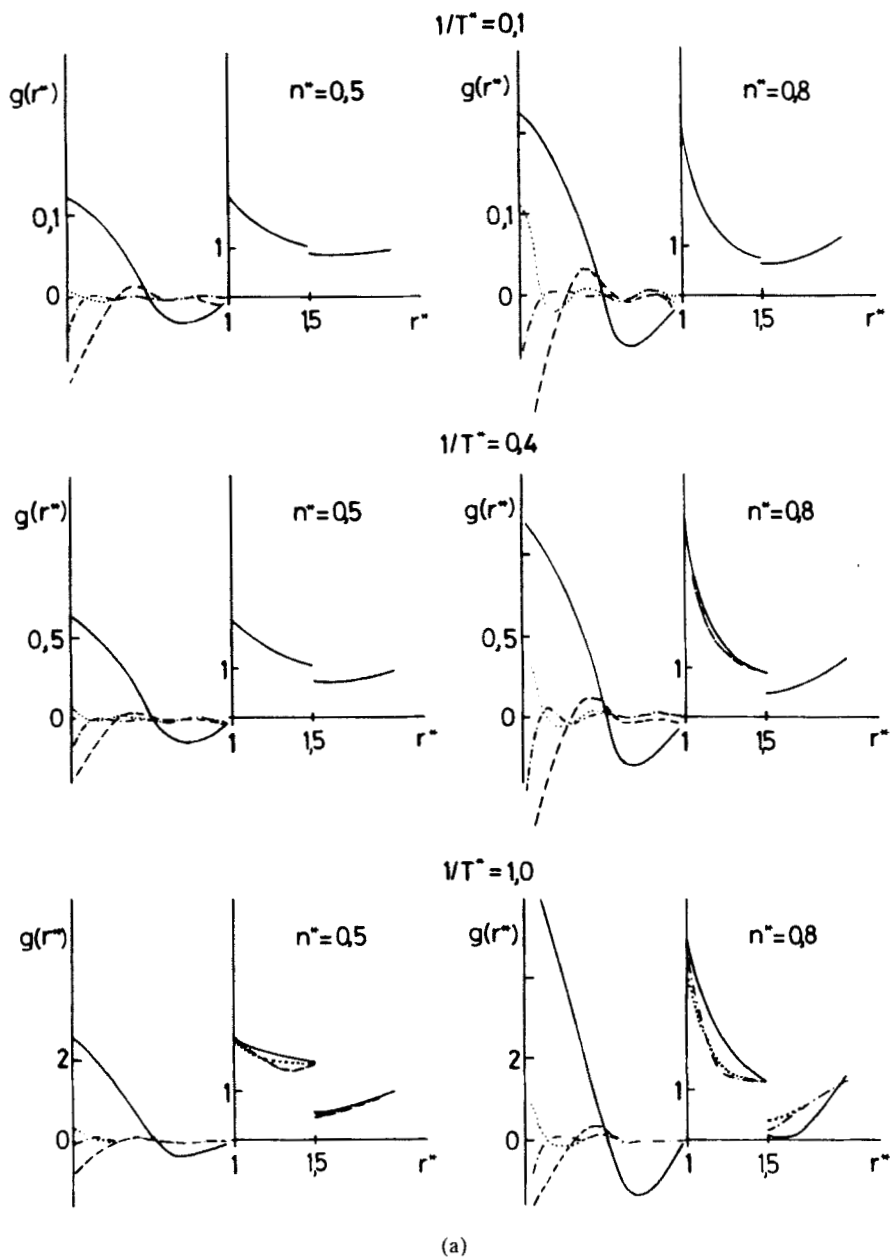 1/T* = 0,1
g(r*)
n* = 0,5
0,1
0
1
1
1,5
r*
g(r*)
n* = 0,8
0,1
0
1
1
1,5
r*
1/T* = 0,4
g(r*)
n* = 0,5
0,5
0
1
1
1,5
r*
g(r*)
n* = 0,8
0,5
0
1
1
1,5
r*
1/T* = 1,0
g(r*)
n* = 0,5
2
0
1
1
1,5
r*
g(r*)
n* = 0,8
2
0
1
1
1,5
r*
(a)